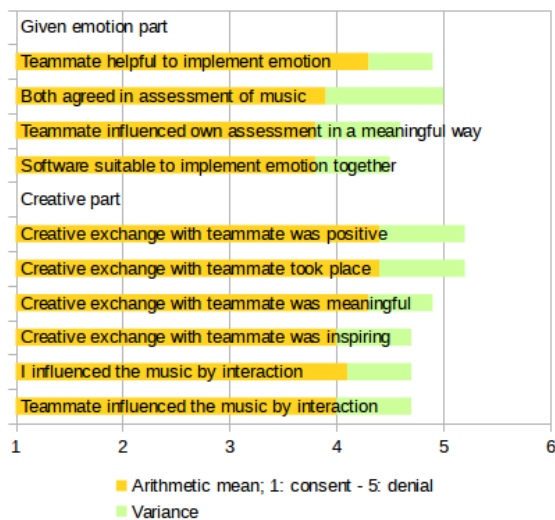 Given emotion part
Teammate helpful to implement emotion
Both agreed in assessment of music
Teammate influenced own assessment in a meaningful way
Software suitable to implement emotion together
Creative part
Creative exchange with teammate was positive
Creative exchange with teammate took place
Creative exchange with teammate was meaningful
Creative exchange with teammate was inspiring
I influenced the music by interaction
Teammate influenced the music by interaction
1 2 3 4 5 6
Arithmetic mean; 1: consent - 5: denial
Variance